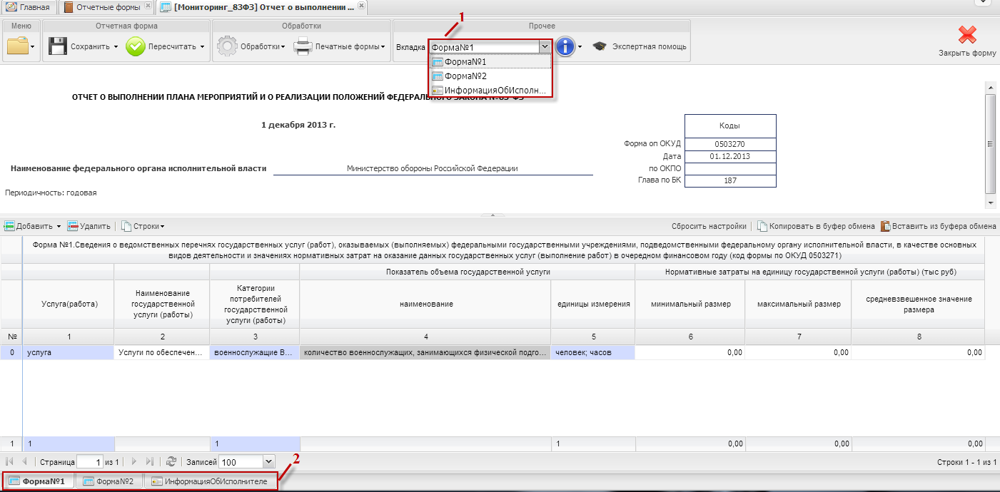 Главная
Отчетные формы
[Мониторинг_83ФЗ] Отчет о выполнении ...
1
Меню
Отчетная форма
Обработки
Прочее
Сохранить
Пересчитать
Обработки
Печатные формы
Вкладка
Форма№1
Экспертная помощь
Закрыть форму
Форма№1
Форма№2
ИнформацияОбИсполн...
ОТЧЕТ О ВЫПОЛНЕНИИ ПЛАНА МЕРОПРИЯТИЙ И О РЕАЛИЗАЦИИ ПОЛОЖЕНИЙ ФЕДЕРАЛЬНОГО ЗАКОНА №83-ФЗ
1 декабря 2013 г.
Коды
Форма оп ОКУД 0503270
Дата 01.12.2013
по ОКПО
Глава по БК 187
Наименование федерального органа исполнительной власти Министерство обороны Российской Федерации
Периодичность: годовая
Добавить Удалить Строки Сбросить настройки Копировать в буфер обмена Вставить из буфера обмена
Форма №1.Сведения о ведомственных перечнях государственных услуг (работ), оказываемых (выполняемых) федеральными государственными учреждениями, подведомственными федеральному органу исполнительной власти, в качестве основных
видов деятельности и значениях нормативных затрат на оказание данных государственных услуг (выполнение работ) в очередном финансовом году (код формы по ОКУД 0503271)
Показатель объема государственной услуги
Нормативные затраты на единицу государственной услуги (работы) (тыс руб)
Услуга(работа)
Наименование
государственной
услуги (работы)
Категории
потребителей
государственной
услуги (работы)
наименование
единицы измерения
минимальный размер
максимальный размер
средневзвешенное значение
размера
№ 1 2 3 4 5 6 7 8
0 услуга Услуги по обеспечен... военнослужащие В... количество военнослужащих, занимающихся физической подго... человек; часов 0,00 0,00 0,00
1 1 1 1 0,00 0,00 0,00
Страница 1 из 1 Записей 100 Строки 1 - 1 из 1
2
Форма№1 Форма№2 ИнформацияОбИсполнителе